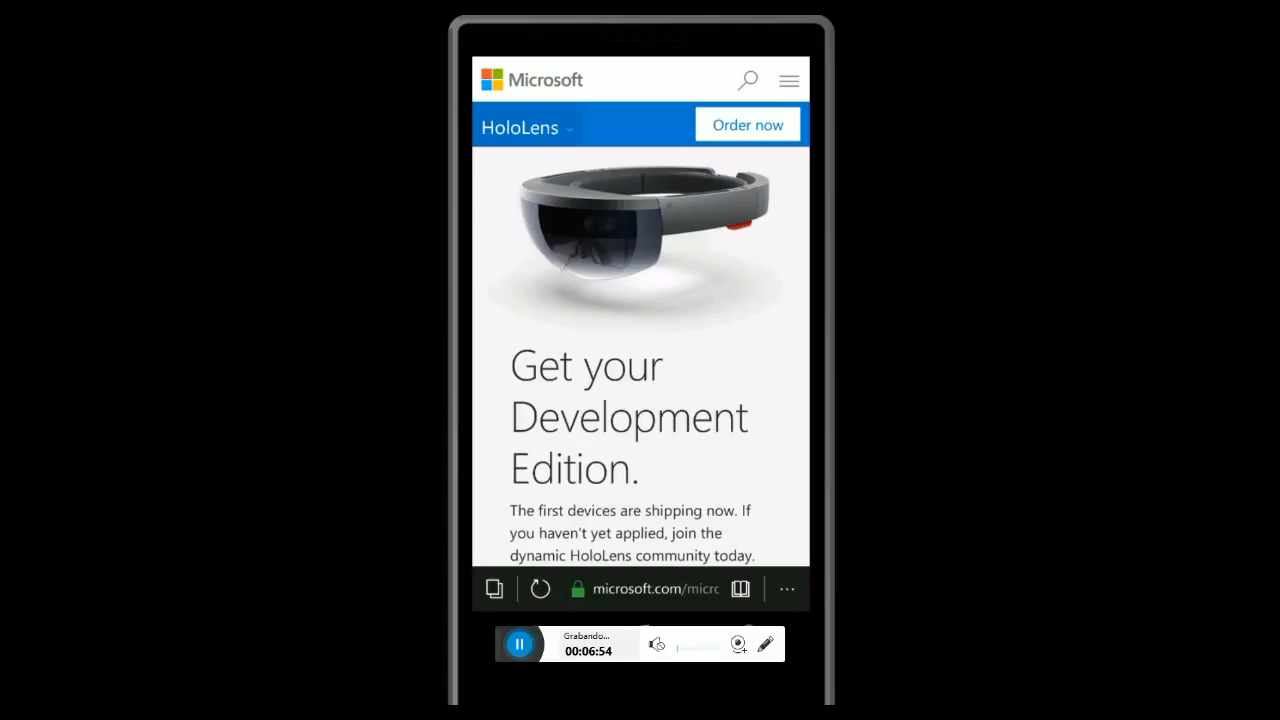 Microsoft
HoloLens
Order now
Get your
Development
Edition.
The first devices are shipping now. If
you haven't yet applied, join the
dynamic HoloLens community today.
microsoft.com/micro
Grabando...
00:06:54